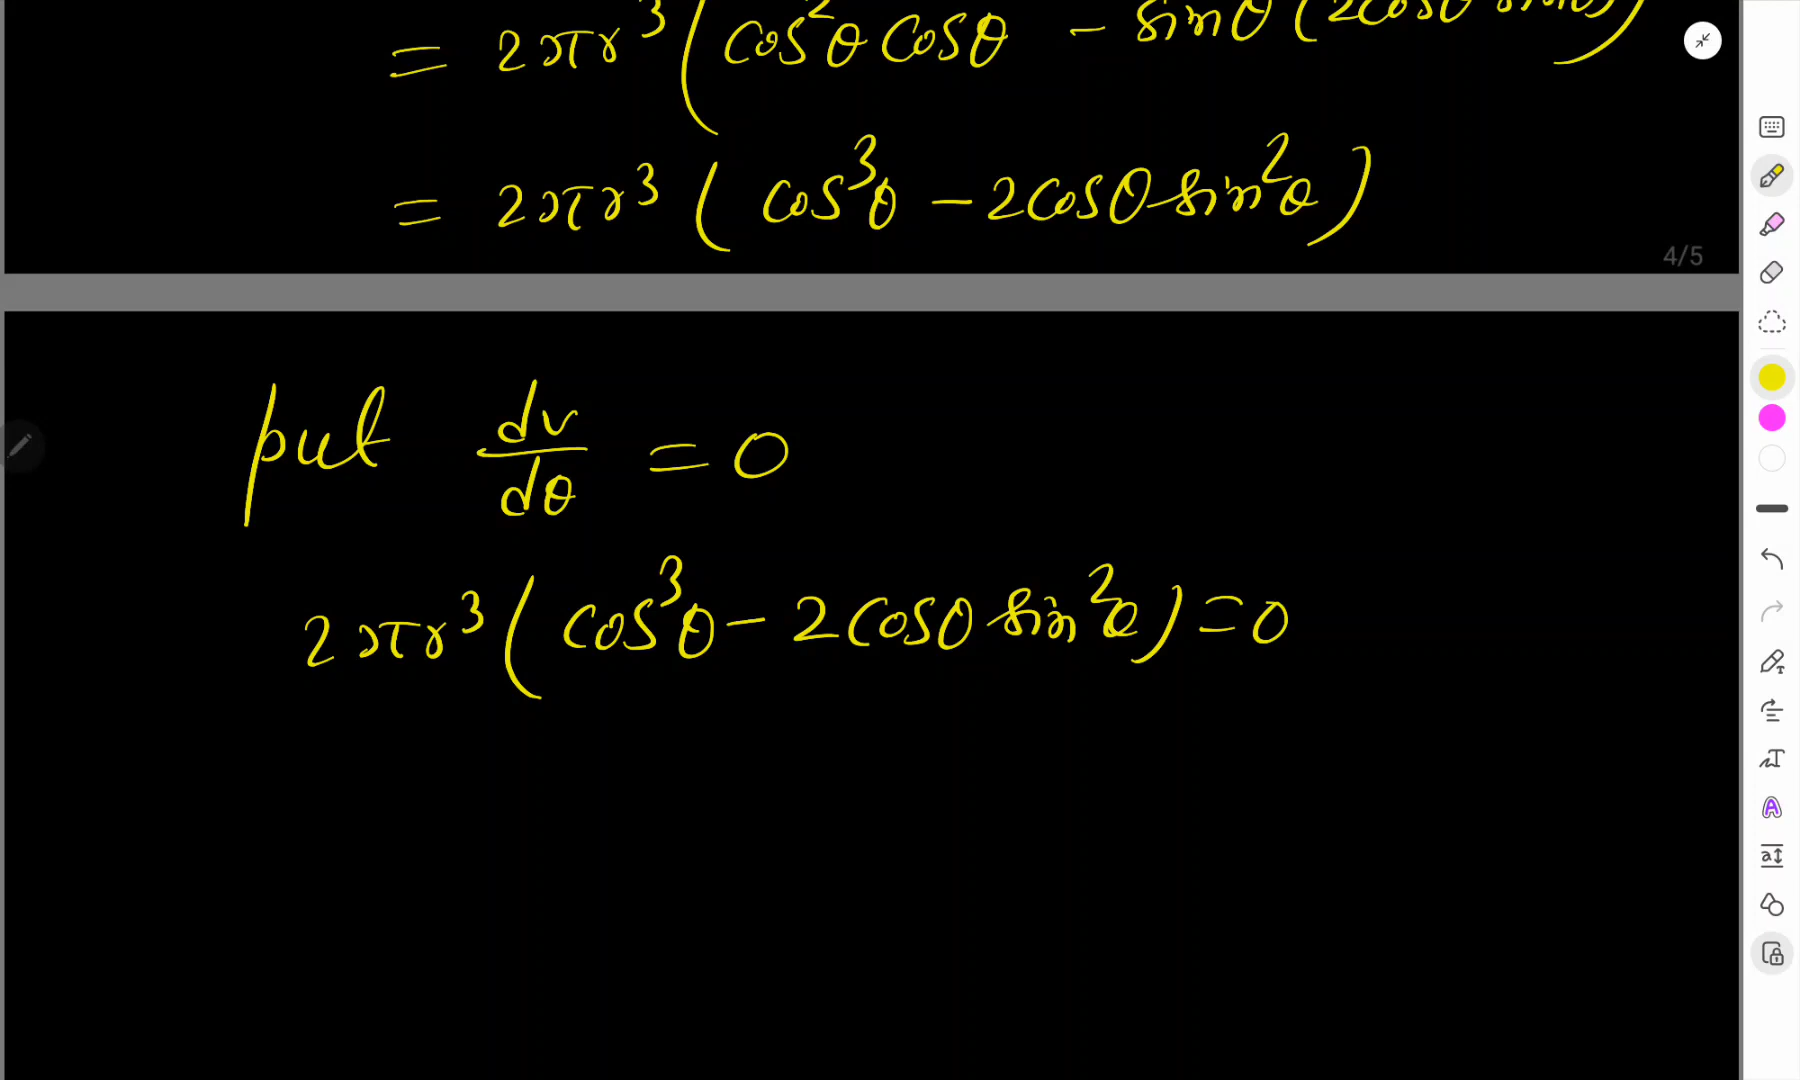 = 2πr³(cos²θ cosθ - sinθ(2cosθ sinθ))
= 2πr³(cos³θ - 2cosθ sin²θ)
4/5
put dv/dθ = 0
2πr³(cos³θ - 2cosθ sin²θ) = 0